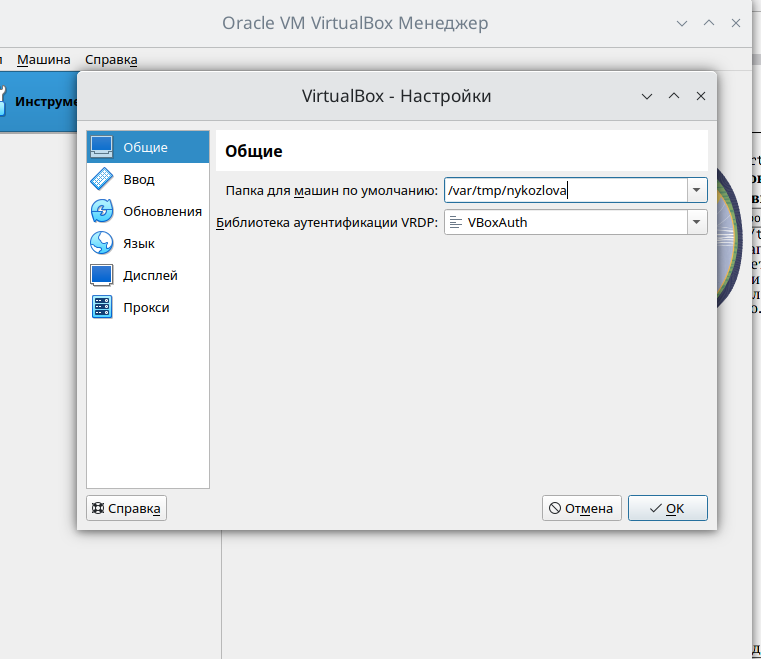 Oracle VM VirtualBox Менеджер
Машина Справка
Инструме
VirtualBox - Настройки
Общие
Ввод
Обновления
Язык
Дисплей
Прокси
Общие
Папка для машин по умолчанию: /var/tmp/nykozlova
Библиотека аутентификации VRDP: VBoxAuth
Справка
Отмена
OK